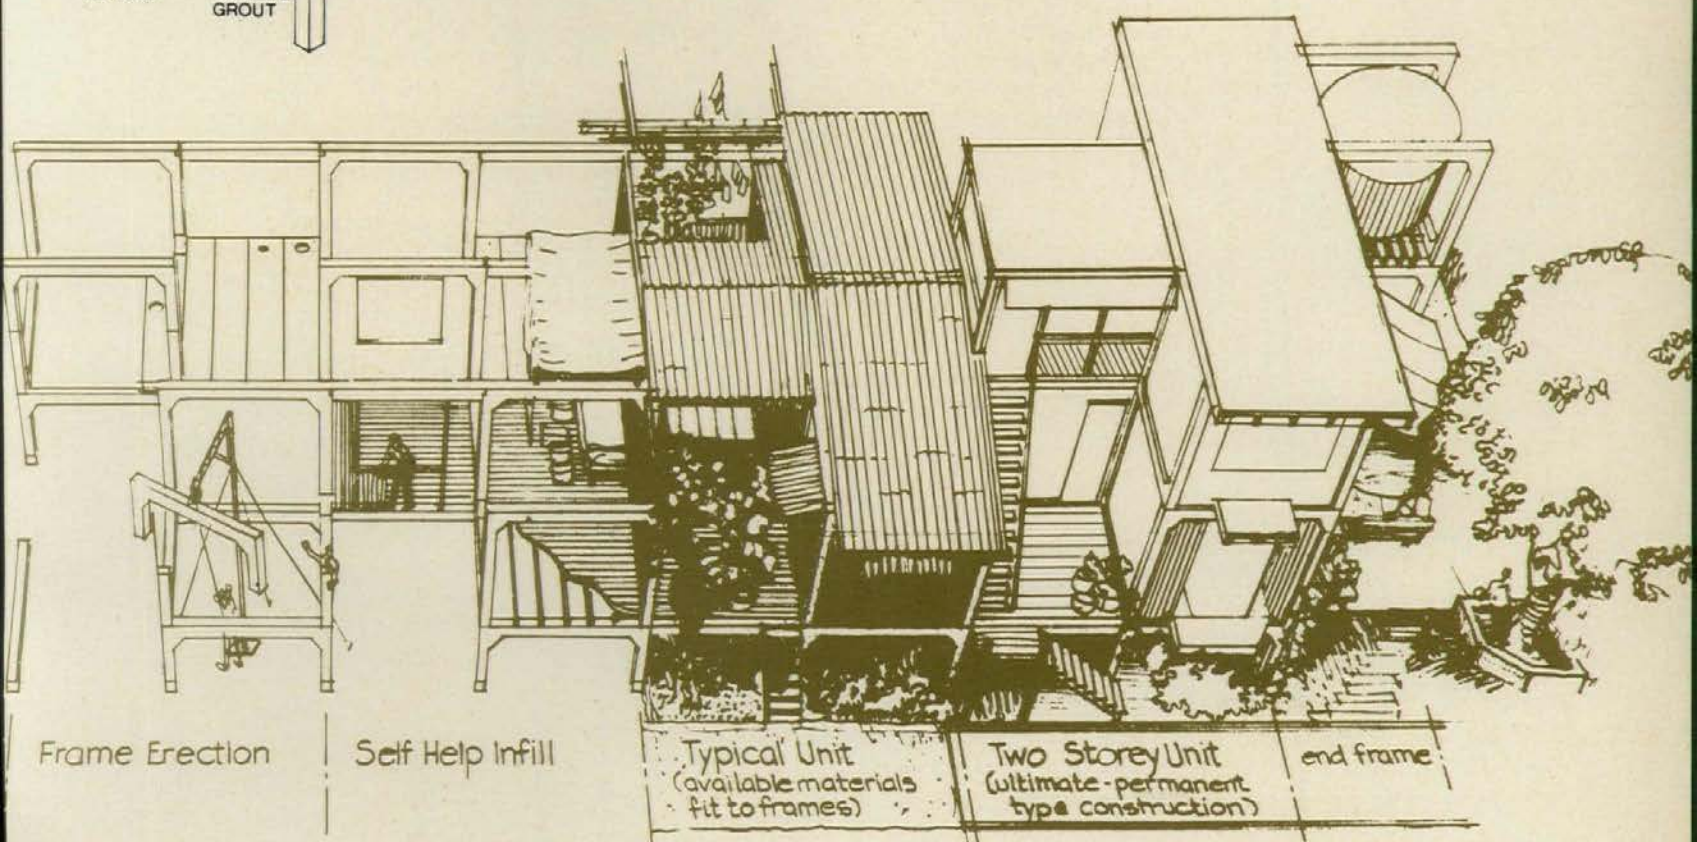 GROUT
Frame Erection
Self Help Infill
Typical Unit
(available materials
fit to frames)
Two Storey Unit
(ultimate-permanent
type construction)
end frame